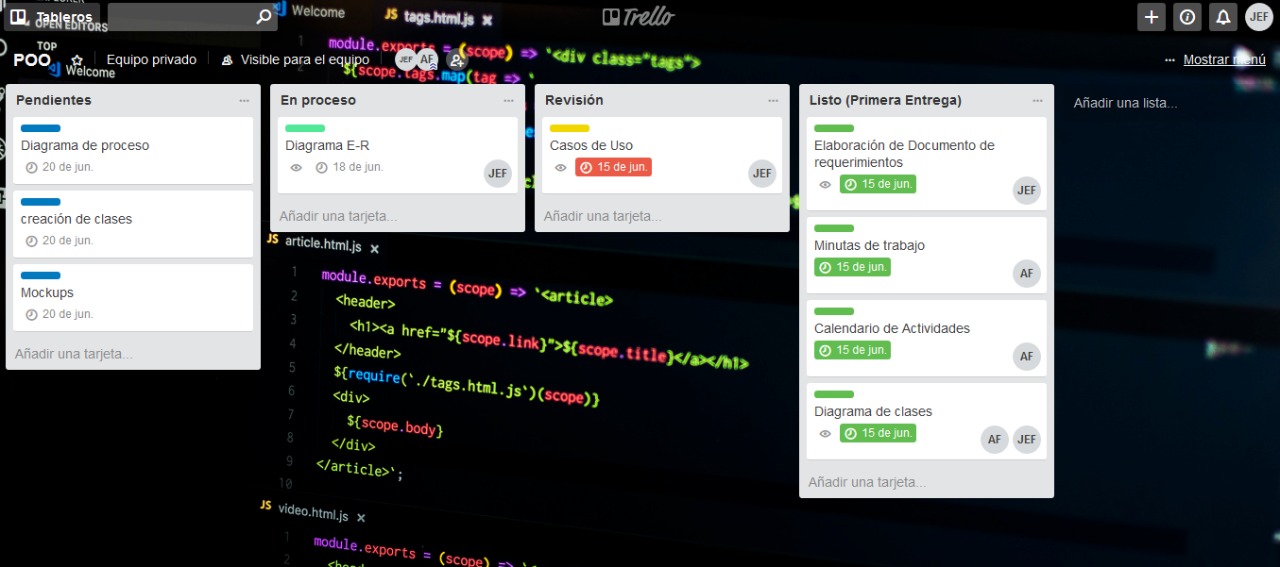 Tableros
OPEN EDITORS
Welcome
JS tags.html.js ×
Trello
JEF
TOP
POO
Equipo privado
Visible para el equipo
JEF AF
... Mostrar menú
Welcome
1 module.exports = (scope) => `<div class="tags">
${scope.tags.map(tag => `
Pendientes ...
Diagrama de proceso
20 de jun.
creación de clases
20 de jun.
Mockups
20 de jun.
Añadir una tarjeta...
En proceso ...
Diagrama E-R
18 de jun.
JEF
Añadir una tarjeta...
Revisión ...
Casos de Uso
15 de jun.
JEF
Añadir una tarjeta...
Listo (Primera Entrega) ...
Elaboración de Documento de
requerimientos
15 de jun.
JEF
Minutas de trabajo
15 de jun.
AF
Calendario de Actividades
15 de jun.
AF
Diagrama de clases
15 de jun.
AF JEF
Añadir una tarjeta...
Añadir una lista...
JS article.html.js ×
1 module.exports = (scope) => `<article>
2 <header>
3 <h1><a href="${scope.link}">${scope.title}</a></h1>
4 </header>
5 ${require(`./tags.html.js`)(scope)}
6 <div>
7 ${scope.body}
8 </div>
9 </article>`;
10
JS video.html.js ×
1 module.exports = (scope) => `
2 <header>